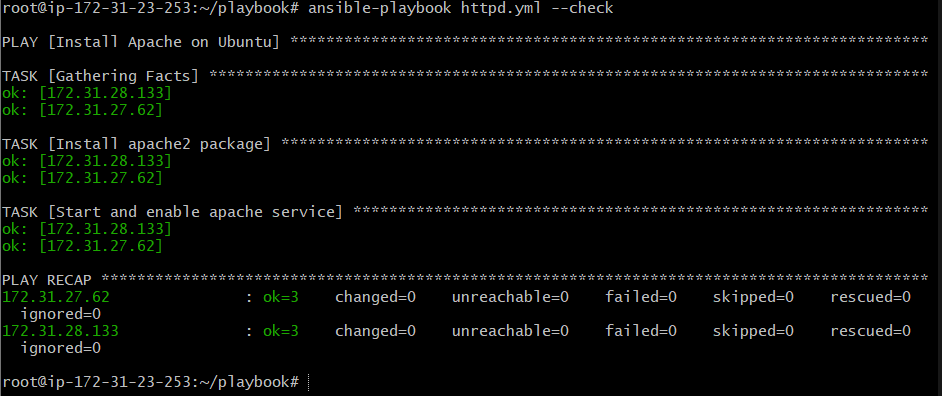 root@ip-172-31-23-253:~/playbook# ansible-playbook httpd.yml --check
PLAY [Install Apache on Ubuntu] ***********************************************************************
TASK [Gathering Facts] ********************************************************************************
ok: [172.31.28.133]
ok: [172.31.27.62]
TASK [Install apache2 package] ************************************************************************
ok: [172.31.28.133]
ok: [172.31.27.62]
TASK [Start and enable apache service] ****************************************************************
ok: [172.31.28.133]
ok: [172.31.27.62]
PLAY RECAP ********************************************************************************************
172.31.27.62               : ok=3    changed=0    unreachable=0    failed=0    skipped=0    rescued=0
  ignored=0
172.31.28.133              : ok=3    changed=0    unreachable=0    failed=0    skipped=0    rescued=0
  ignored=0
root@ip-172-31-23-253:~/playbook#